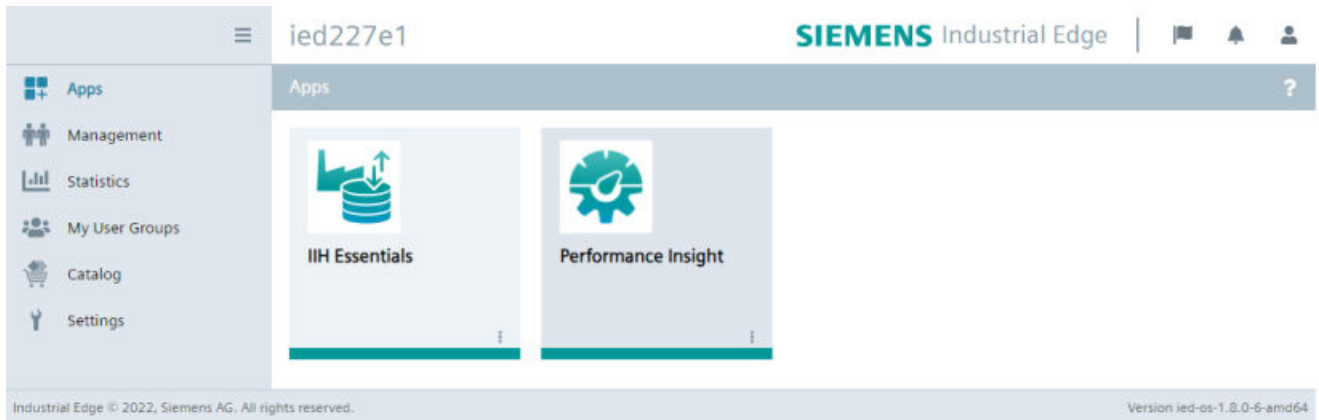 ied227e1
SIEMENS Industrial Edge
Apps
Management
Statistics
My User Groups
Catalog
Settings
Apps
?
IIH Essentials
Performance Insight
Industrial Edge © 2022, Siemens AG. All rights reserved.
Version ied-os-1.8.0-6-amd64